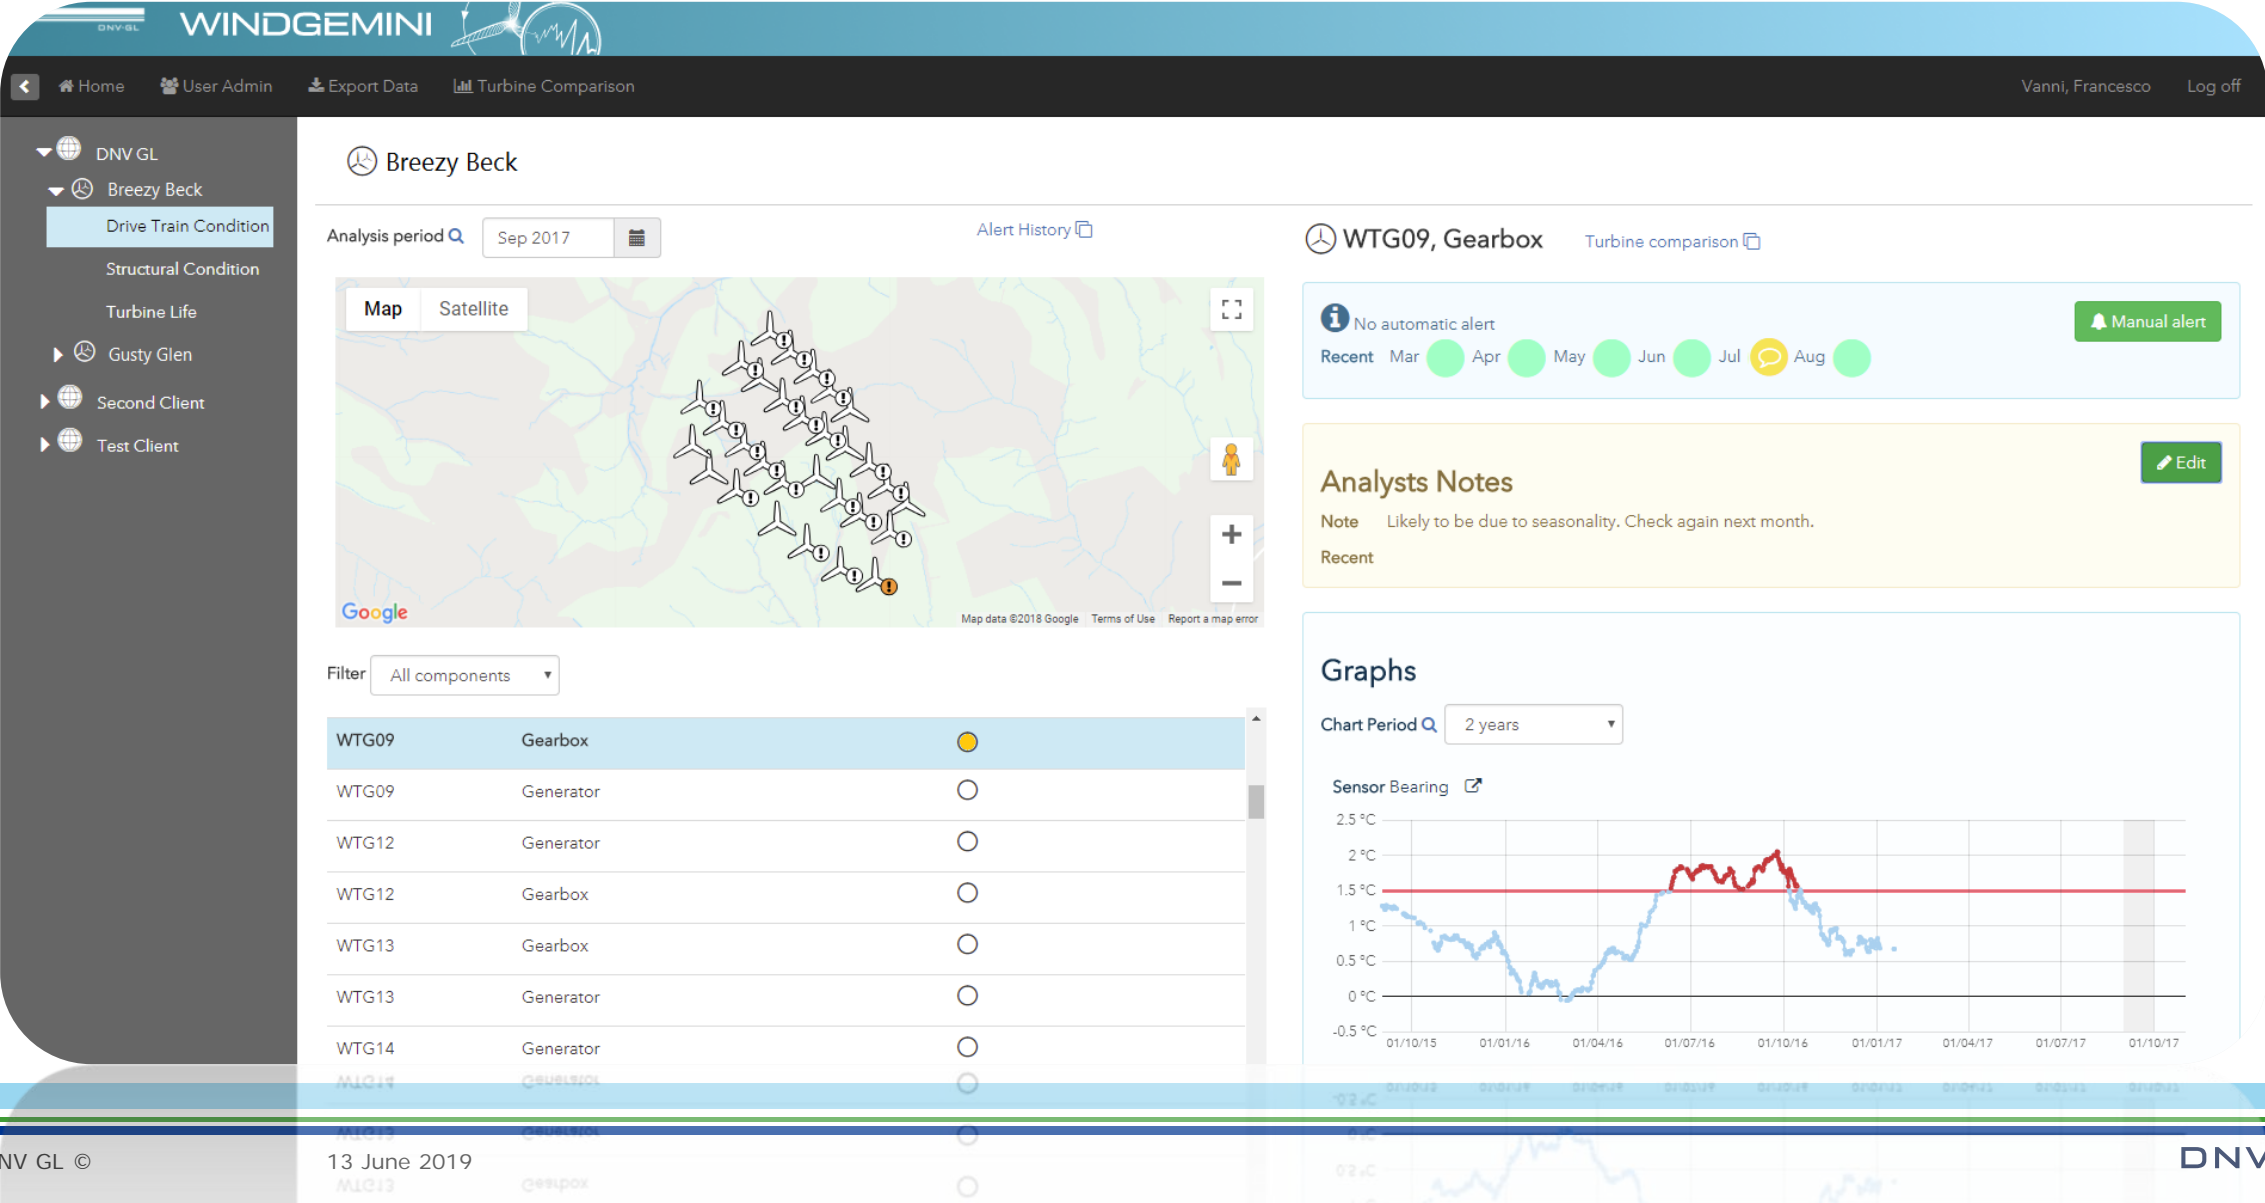 DNV·GL
WINDGEMINI
Home User Admin Export Data Turbine Comparison Vanni, Francesco Log off
DNV GL
Breezy Beck
Drive Train Condition
Structural Condition
Turbine Life
Gusty Glen
Second Client
Test Client
Breezy Beck
Analysis period Sep 2017 Alert History
Map Satellite
Google
Map data ©2018 Google Terms of Use Report a map error
Filter All components
WTG09 Gearbox
WTG09 Generator
WTG12 Generator
WTG12 Gearbox
WTG13 Gearbox
WTG13 Generator
WTG14 Generator
WTG09, Gearbox Turbine comparison
No automatic alert Manual alert
Recent Mar Apr May Jun Jul Aug
Edit
Analysts Notes
Note Likely to be due to seasonality. Check again next month.
Recent
Graphs
Chart Period 2 years
Sensor Bearing
2.5 °C
2 °C
1.5 °C
1 °C
0.5 °C
0 °C
-0.5 °C
01/10/15 01/01/16 01/04/16 01/07/16 01/10/16 01/01/17 01/04/17 01/07/17 01/10/17
NV GL © 13 June 2019 DNV